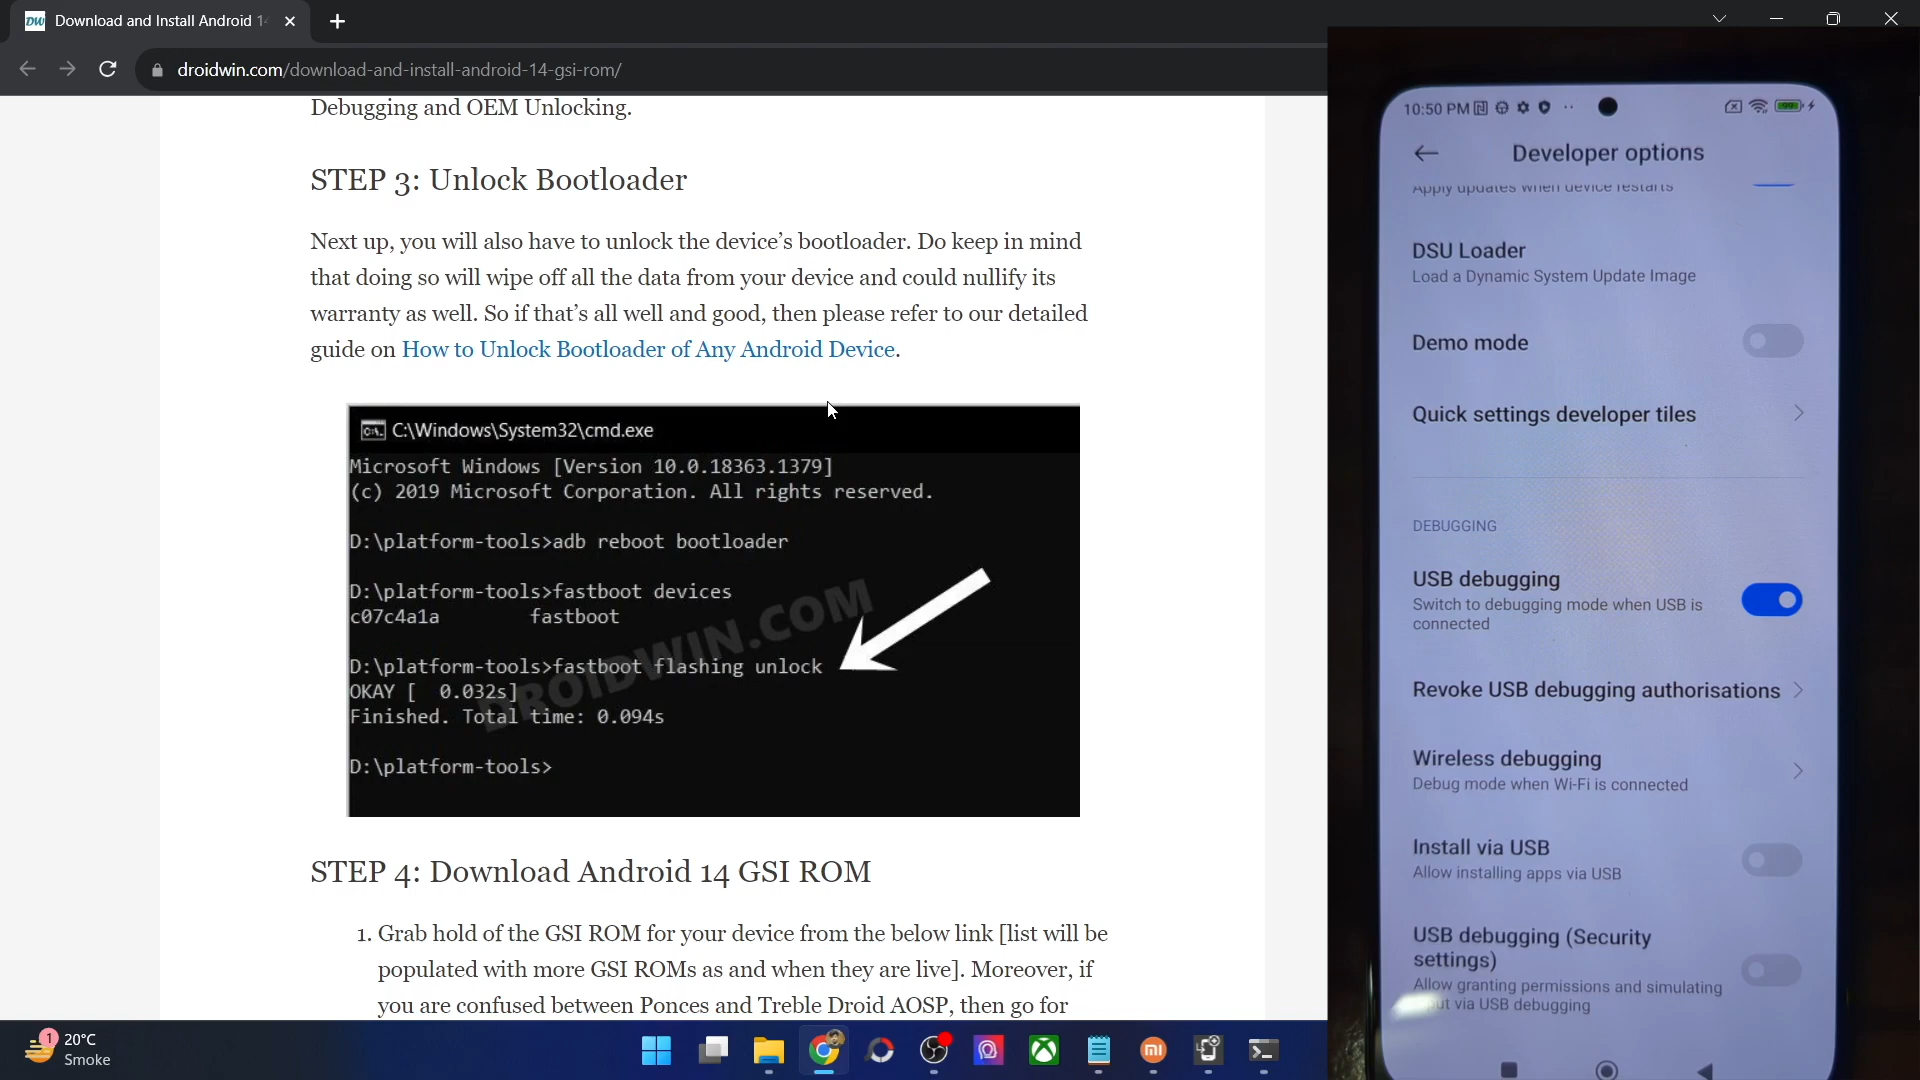 Download and Install Android 1
droidwin.com/download-and-install-android-14-gsi-rom/
Debugging and OEM Unlocking.
STEP 3: Unlock Bootloader
Next up, you will also have to unlock the device’s bootloader. Do keep in mind
that doing so will wipe off all the data from your device and could nullify its
warranty as well. So if that’s all well and good, then please refer to our detailed
guide on How to Unlock Bootloader of Any Android Device.
C:\Windows\System32\cmd.exe
Microsoft Windows [Version 10.0.18363.1379]
(c) 2019 Microsoft Corporation. All rights reserved.
D:\platform-tools>adb reboot bootloader
D:\platform-tools>fastboot devices
c07c4a1a fastboot
D:\platform-tools>fastboot flashing unlock
OKAY [ 0.032s]
Finished. Total time: 0.094s
D:\platform-tools>
DROIDWIN.COM
STEP 4: Download Android 14 GSI ROM
1. Grab hold of the GSI ROM for your device from the below link [list will be
populated with more GSI ROMs as and when they are live]. Moreover, if
you are confused between Ponces and Treble Droid AOSP, then go for
1
20°C
Smoke
10:50 PM
99
Developer options
Apply updates when device restarts
DSU Loader
Load a Dynamic System Update Image
Demo mode
Quick settings developer tiles
DEBUGGING
USB debugging
Switch to debugging mode when USB is
connected
Revoke USB debugging authorisations
Wireless debugging
Debug mode when Wi-Fi is connected
Install via USB
Allow installing apps via USB
USB debugging (Security
settings)
Allow granting permissions and simulating
via USB debugging